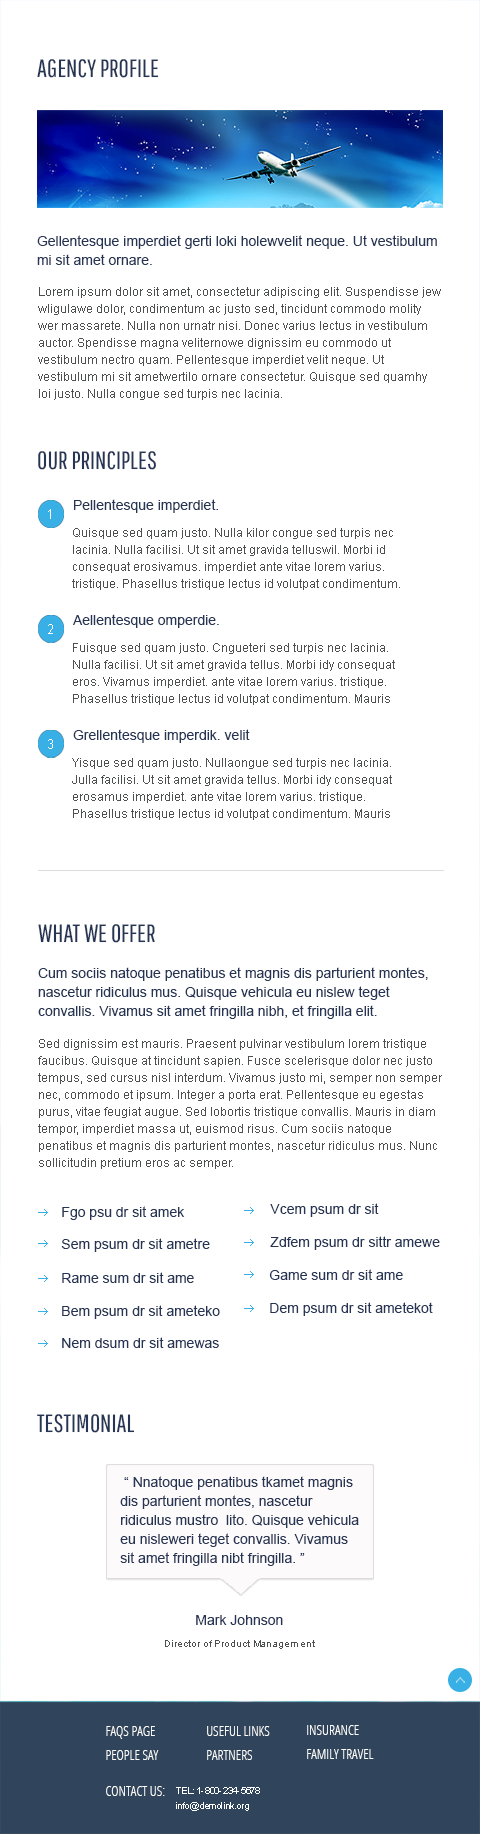 AGENCY PROFILE
Gellentesque imperdiet gerti loki holewvelit neque. Ut vestibulum
mi sit amet ornare.
Lorem ipsum dolor sit amet, consectetur adipiscing elit. Suspendisse jew
wligulawe dolor, condimentum ac justo sed, tincidunt commodo molity
wer massarete. Nulla non urnatr nisi. Donec varius lectus in vestibulum
auctor. Spendisse magna veliternowe dignissim eu commodo ut
vestibulum nectro quam. Pellentesque imperdiet velit neque. Ut
vestibulum mi sit ametwertilo ornare consectetur. Quisque sed quamhy
loi justo. Nulla congue sed turpis nec lacinia.
OUR PRINCIPLES
1 Pellentesque imperdiet.
Quisque sed quam justo. Nulla kilor congue sed turpis nec
lacinia. Nulla facilisi. Ut sit amet gravida telluswil. Morbi id
consequat erosivamus. imperdiet ante vitae lorem varius.
tristique. Phasellus tristique lectus id volutpat condimentum.
2 Aellentesque omperdie.
Fuisque sed quam justo. Cngueteri sed turpis nec lacinia.
Nulla facilisi. Ut sit amet gravida tellus. Morbi idy consequat
eros. Vivamus imperdiet. ante vitae lorem varius. tristique.
Phasellus tristique lectus id volutpat condimentum. Mauris
3 Grellentesque imperdik. velit
Yisque sed quam justo. Nullaongue sed turpis nec lacinia.
Julla facilisi. Ut sit amet gravida tellus. Morbi idy consequat
erosamus imperdiet. ante vitae lorem varius. tristique.
Phasellus tristique lectus id volutpat condimentum. Mauris
WHAT WE OFFER
Cum sociis natoque penatibus et magnis dis parturient montes,
nascetur ridiculus mus. Quisque vehicula eu nislew teget
convallis. Vivamus sit amet fringilla nibh, et fringilla elit.
Sed dignissim est mauris. Praesent pulvinar vestibulum lorem tristique
faucibus. Quisque at tincidunt sapien. Fusce scelerisque dolor nec justo
tempus, sed cursus nisl interdum. Vivamus justo mi, semper non semper
nec, commodo et ipsum. Integer a porta erat. Pellentesque eu egestas
purus, vitae feugiat augue. Sed lobortis tristique convallis. Mauris in diam
tempor, imperdiet massa ut, euismod risus. Cum sociis natoque
penatibus et magnis dis parturient montes, nascetur ridiculus mus. Nunc
sollicitudin pretium eros ac semper.
Fgo psu dr sit amek
Sem psum dr sit ametre
Rame sum dr sit ame
Bem psum dr sit ameteko
Nem dsum dr sit amewas
Vcem psum dr sit
Zdfem psum dr sittr amewe
Game sum dr sit ame
Dem psum dr sit ametekot
TESTIMONIAL
“ Nnatoque penatibus tkamet magnis
dis parturient montes, nascetur
ridiculus mustro lito. Quisque vehicula
eu nisleweri teget convallis. Vivamus
sit amet fringilla nibt fringilla. ”
Mark Johnson
Director of Product Management
FAQS PAGE USEFUL LINKS INSURANCE
PEOPLE SAY PARTNERS FAMILY TRAVEL
CONTACT US: TEL: 1-800-234-5678
info@demolink.org